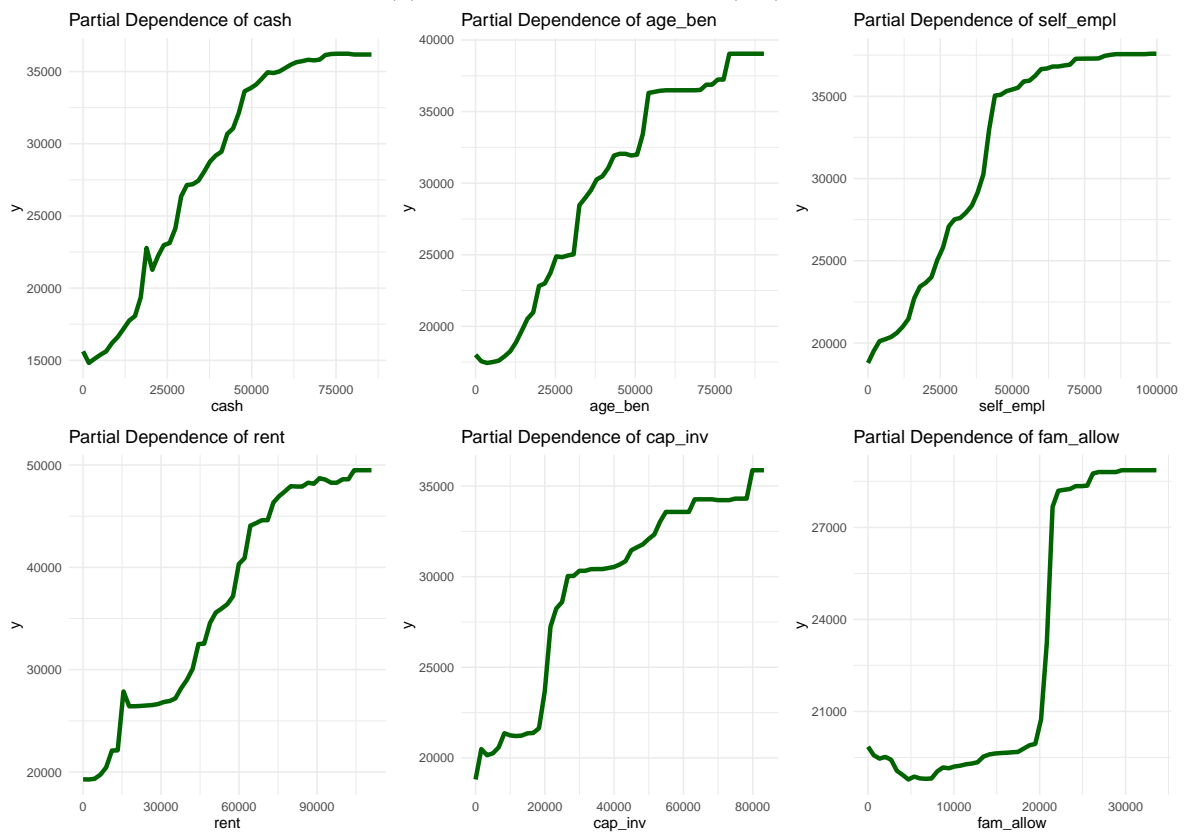 Partial Dependence of cash
y
35000
30000
25000
20000
15000
0 25000 50000 75000
cash
Partial Dependence of age_ben
y
40000
35000
30000
25000
20000
0 25000 50000 75000
age_ben
Partial Dependence of self_empl
y
35000
30000
25000
20000
0 25000 50000 75000 100000
self_empl
Partial Dependence of rent
y
50000
40000
30000
20000
0 30000 60000 90000
rent
Partial Dependence of cap_inv
y
35000
30000
25000
20000
0 20000 40000 60000 80000
cap_inv
Partial Dependence of fam_allow
y
27000
24000
21000
0 10000 20000 30000
fam_allow